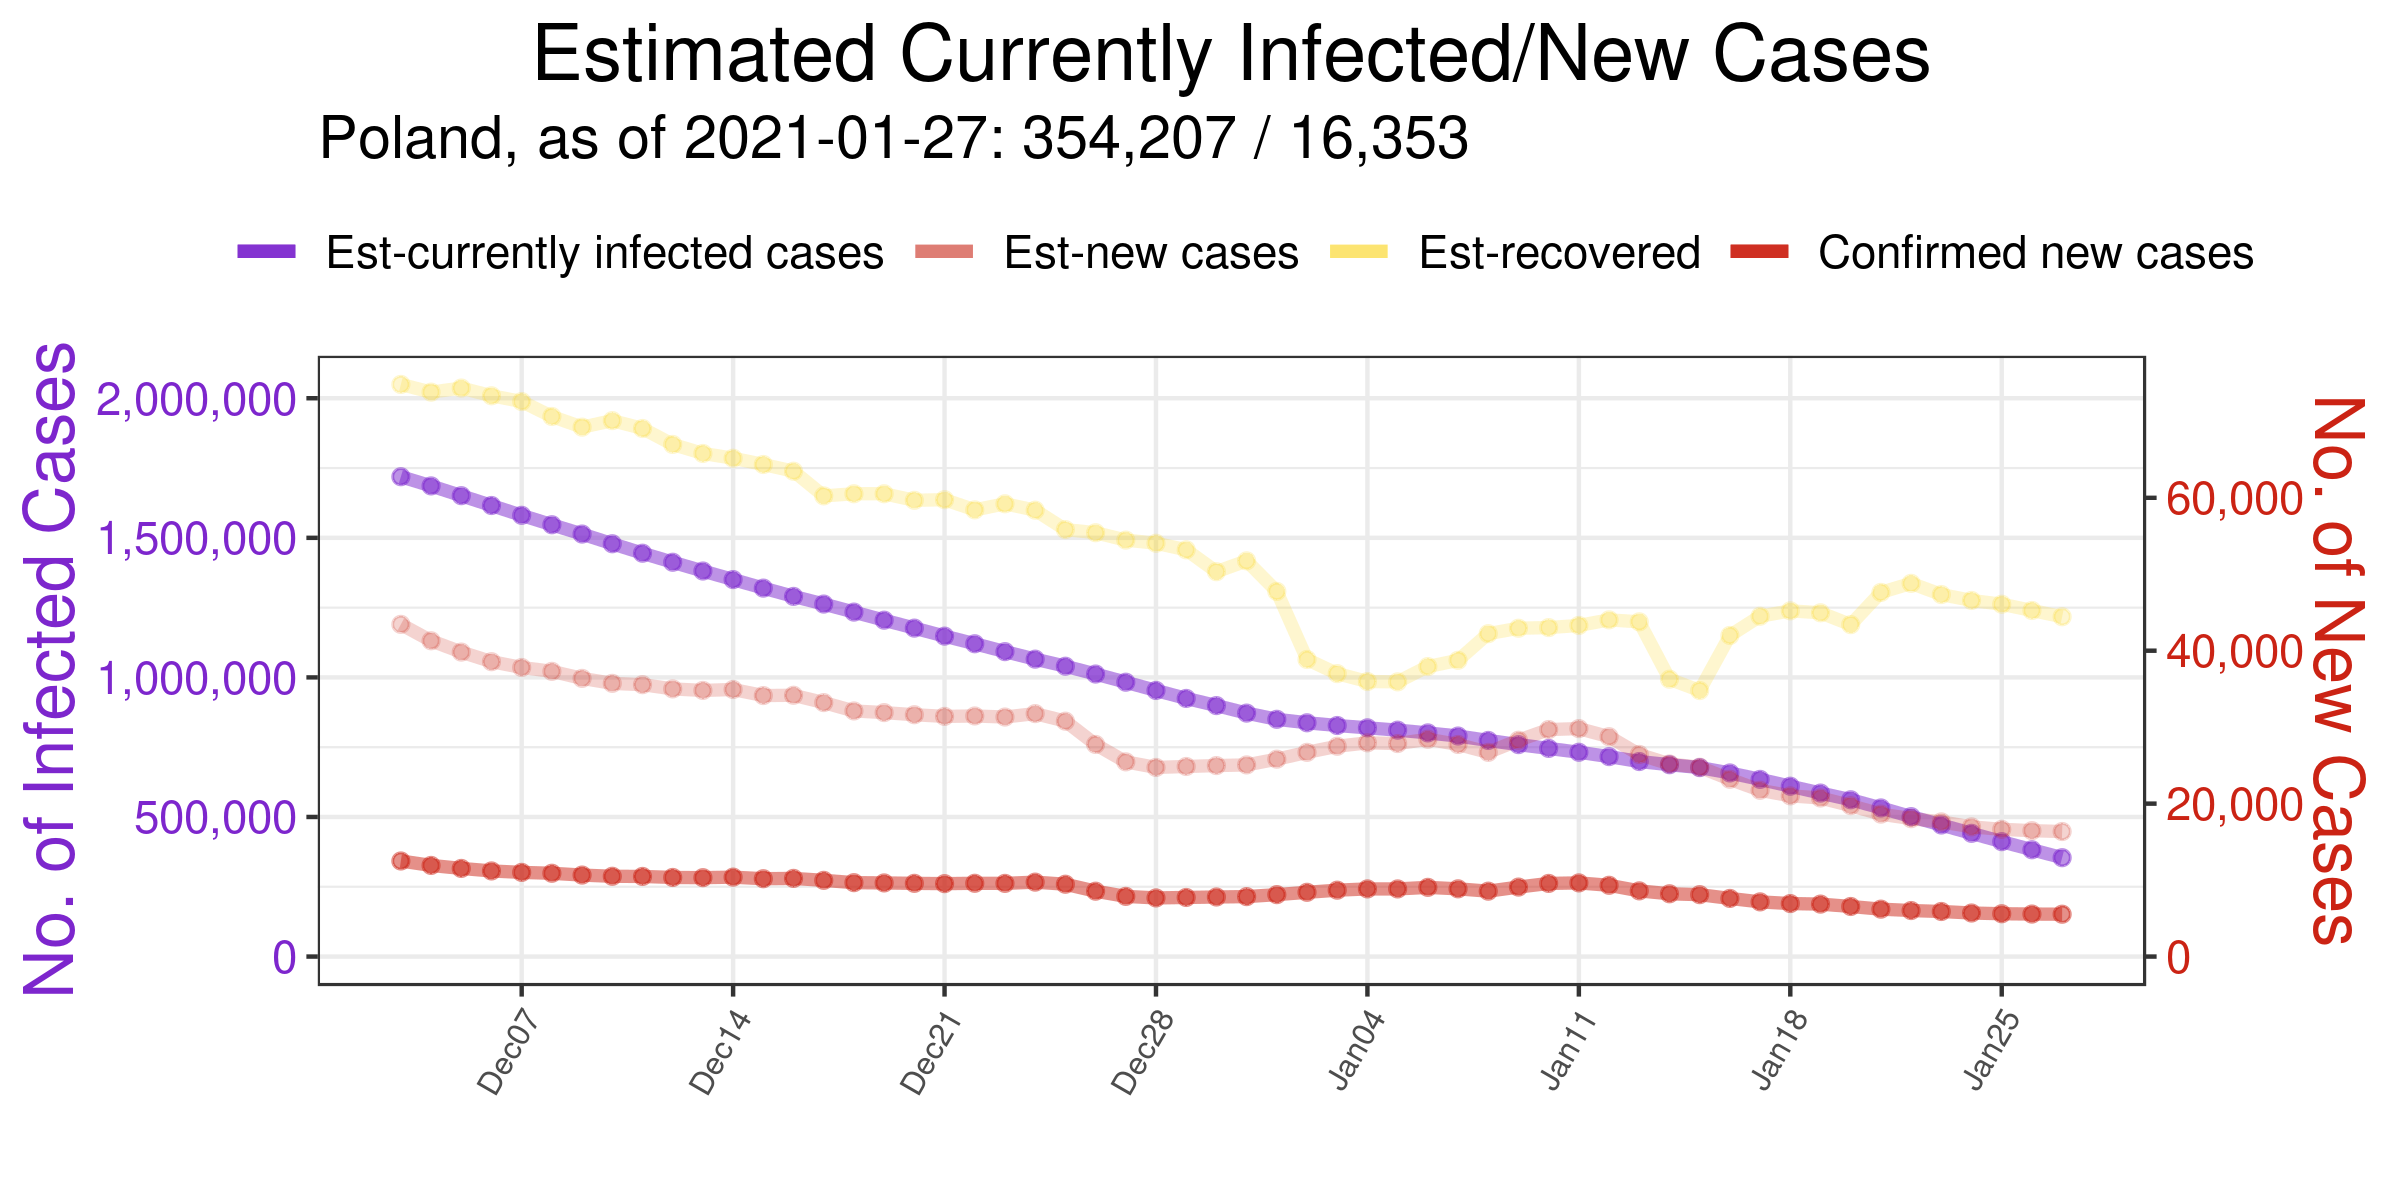 Estimated Currently Infected/New Cases
Poland, as of 2021-01-27: 354,207 / 16,353
Est-currently infected cases Est-new cases Est-recovered Confirmed new cases
No. of Infected Cases
2,000,000
1,500,000
1,000,000
500,000
0
60,000
40,000
20,000
0
No. of New Cases
Dec07 Dec14 Dec21 Dec28 Jan04 Jan11 Jan18 Jan25